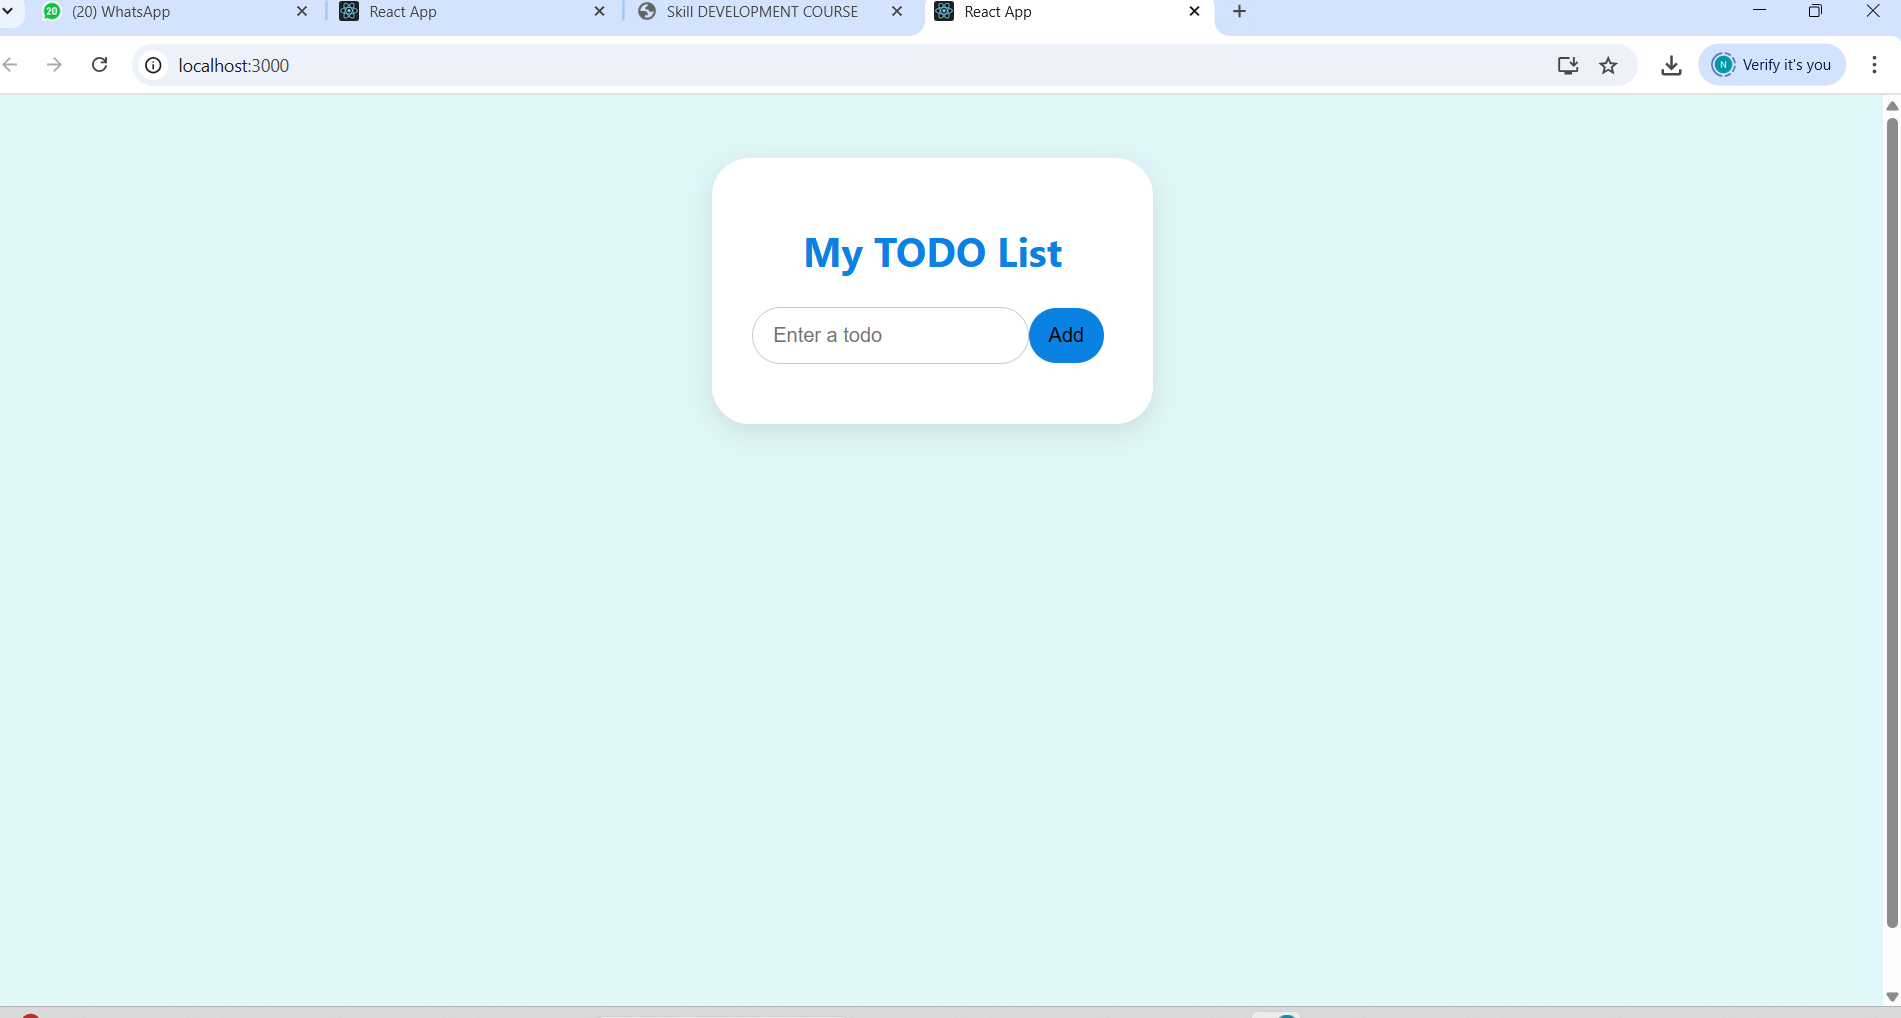 20 (20) WhatsApp
React App
Skill DEVELOPMENT COURSE
React App
localhost:3000
N Verify it's you
My TODO List
Enter a todo
Add